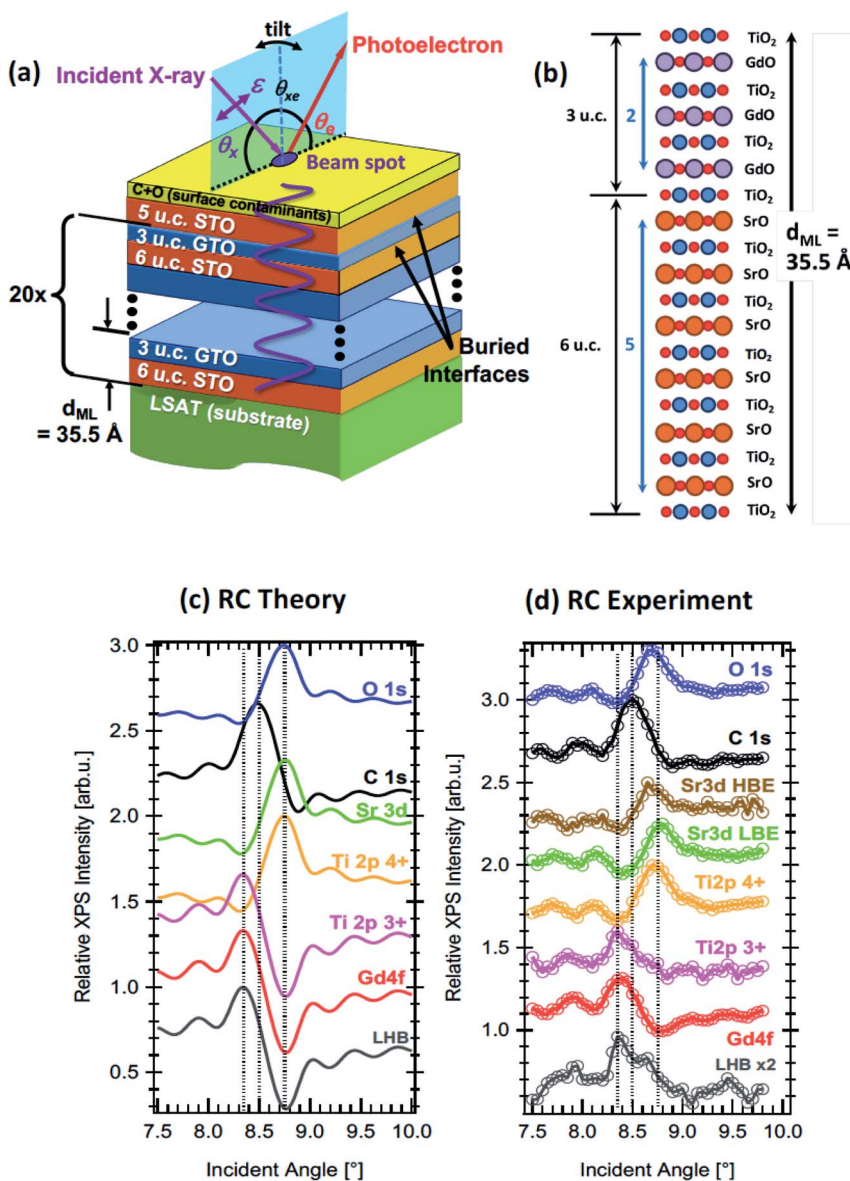 (a)
tilt
Photoelectron
Incident X-ray
ε
θxe
θe
θx
Beam spot
C+O (surface contaminants)
5 u.c. STO
3 u.c. GTO
6 u.c. STO
20x
3 u.c. GTO
6 u.c. STO
LSAT (substrate)
Buried
Interfaces
dML
= 35.5 Å
(b)
TiO2
GdO
TiO2
GdO
TiO2
GdO
TiO2
SrO
TiO2
SrO
TiO2
SrO
TiO2
SrO
TiO2
SrO
TiO2
SrO
TiO2
3 u.c.
2
6 u.c.
5
dML =
35.5 Å
(c) RC Theory
Relative XPS Intensity [arb.u.]
3.0
2.5
2.0
1.5
1.0
0.5
O 1s
C 1s
Sr 3d
Ti 2p 4+
Ti 2p 3+
Gd4f
LHB
7.5 8.0 8.5 9.0 9.5 10.0
Incident Angle [°]
(d) RC Experiment
Relative XPS Intensity [arb.u.]
3.0
2.5
2.0
1.5
1.0
O 1s
C 1s
Sr3d HBE
Sr3d LBE
Ti2p 4+
Ti2p 3+
Gd4f
LHB x2
7.5 8.0 8.5 9.0 9.5 10.0
Incident Angle [°]